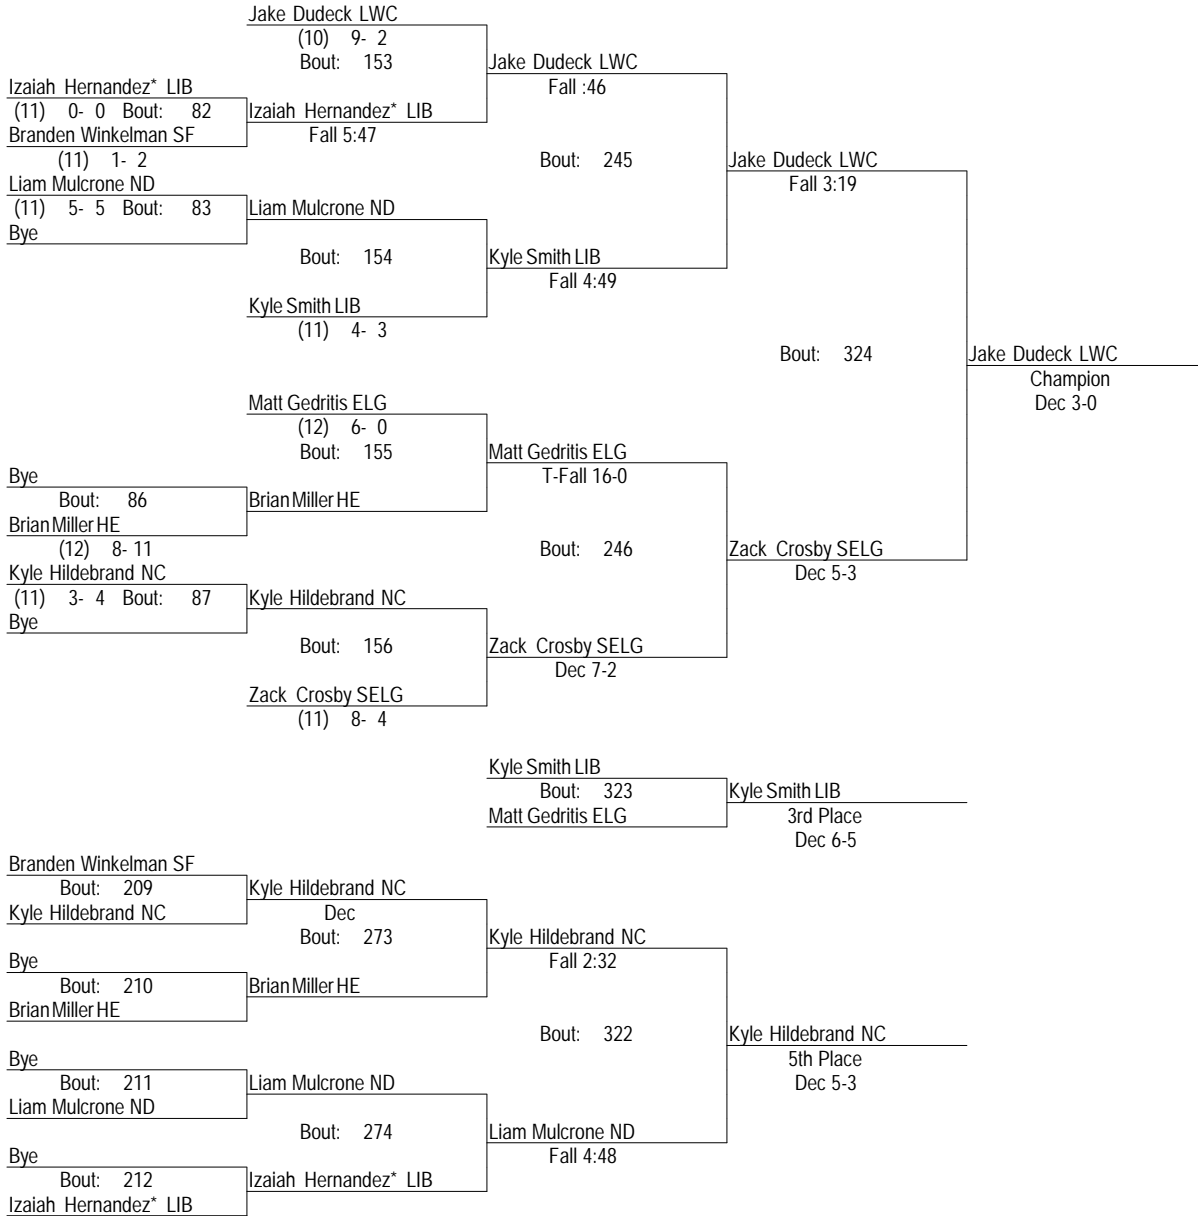 Jake Dudeck LWC
(10) 9- 2
Bout: 153
Jake Dudeck LWC
Fall :46
Izaiah Hernandez* LIB
(11) 0- 0 Bout: 82
Izaiah Hernandez* LIB
Fall 5:47
Branden Winkelman SF
(11) 1- 2
Bout: 245
Jake Dudeck LWC
Fall 3:19
Liam Mulcrone ND
(11) 5- 5 Bout: 83
Liam Mulcrone ND
Bye
Bout: 154
Kyle Smith LIB
Fall 4:49
Kyle Smith LIB
(11) 4- 3
Bout: 324
Jake Dudeck LWC
Champion
Dec 3-0
Matt Gedritis ELG
(12) 6- 0
Bout: 155
Matt Gedritis ELG
T-Fall 16-0
Bye
Bout: 86
Brian Miller HE
Brian Miller HE
(12) 8- 11
Bout: 246
Zack Crosby SELG
Dec 5-3
Kyle Hildebrand NC
(11) 3- 4 Bout: 87
Kyle Hildebrand NC
Bye
Bout: 156
Zack Crosby SELG
Dec 7-2
Zack Crosby SELG
(11) 8- 4
Kyle Smith LIB
Bout: 323
Kyle Smith LIB
Matt Gedritis ELG
3rd Place
Dec 6-5
Branden Winkelman SF
Bout: 209
Kyle Hildebrand NC
Kyle Hildebrand NC
Dec
Bout: 273
Kyle Hildebrand NC
Fall 2:32
Bye
Bout: 210
Brian Miller HE
Brian Miller HE
Bout: 322
Kyle Hildebrand NC
5th Place
Dec 5-3
Bye
Bout: 211
Liam Mulcrone ND
Liam Mulcrone ND
Bout: 274
Liam Mulcrone ND
Fall 4:48
Bye
Bout: 212
Izaiah Hernandez* LIB
Izaiah Hernandez* LIB